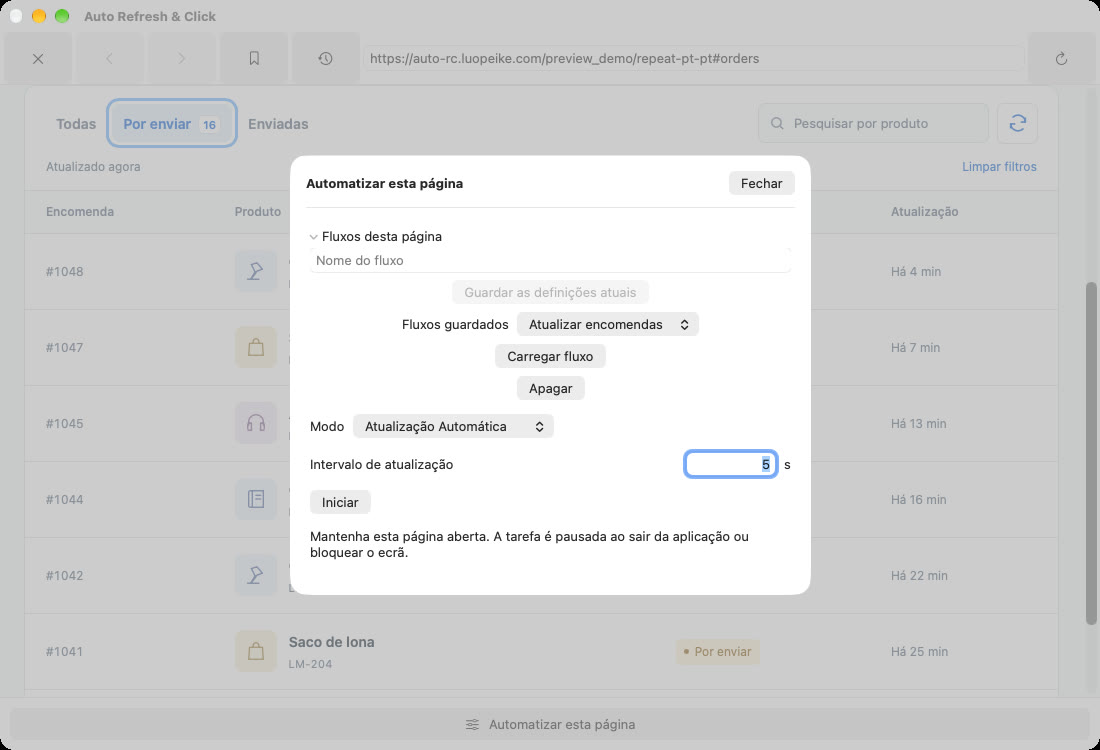 Auto Refresh & Click
https://auto-rc.luopeike.com/preview_demo/repeat-pt-pt#orders
Todas
Por enviar 16
Enviadas
Pesquisar por produto
Atualizado agora
Limpar filtros
Encomenda
Produto
Atualização
Automatizar esta página
Fechar
Fluxos desta página
Nome do fluxo
Guardar as definições atuais
Fluxos guardados Atualizar encomendas
Carregar fluxo
Apagar
Modo Atualização Automática
Intervalo de atualização 5 s
Iniciar
Mantenha esta página aberta. A tarefa é pausada ao sair da aplicação ou
bloquear o ecrã.
#1048
Há 4 min
#1047
Há 7 min
#1045
Há 13 min
#1044
Há 16 min
#1042
Há 22 min
#1041
Saco de lona
LM-204
Por enviar
Há 25 min
Automatizar esta página